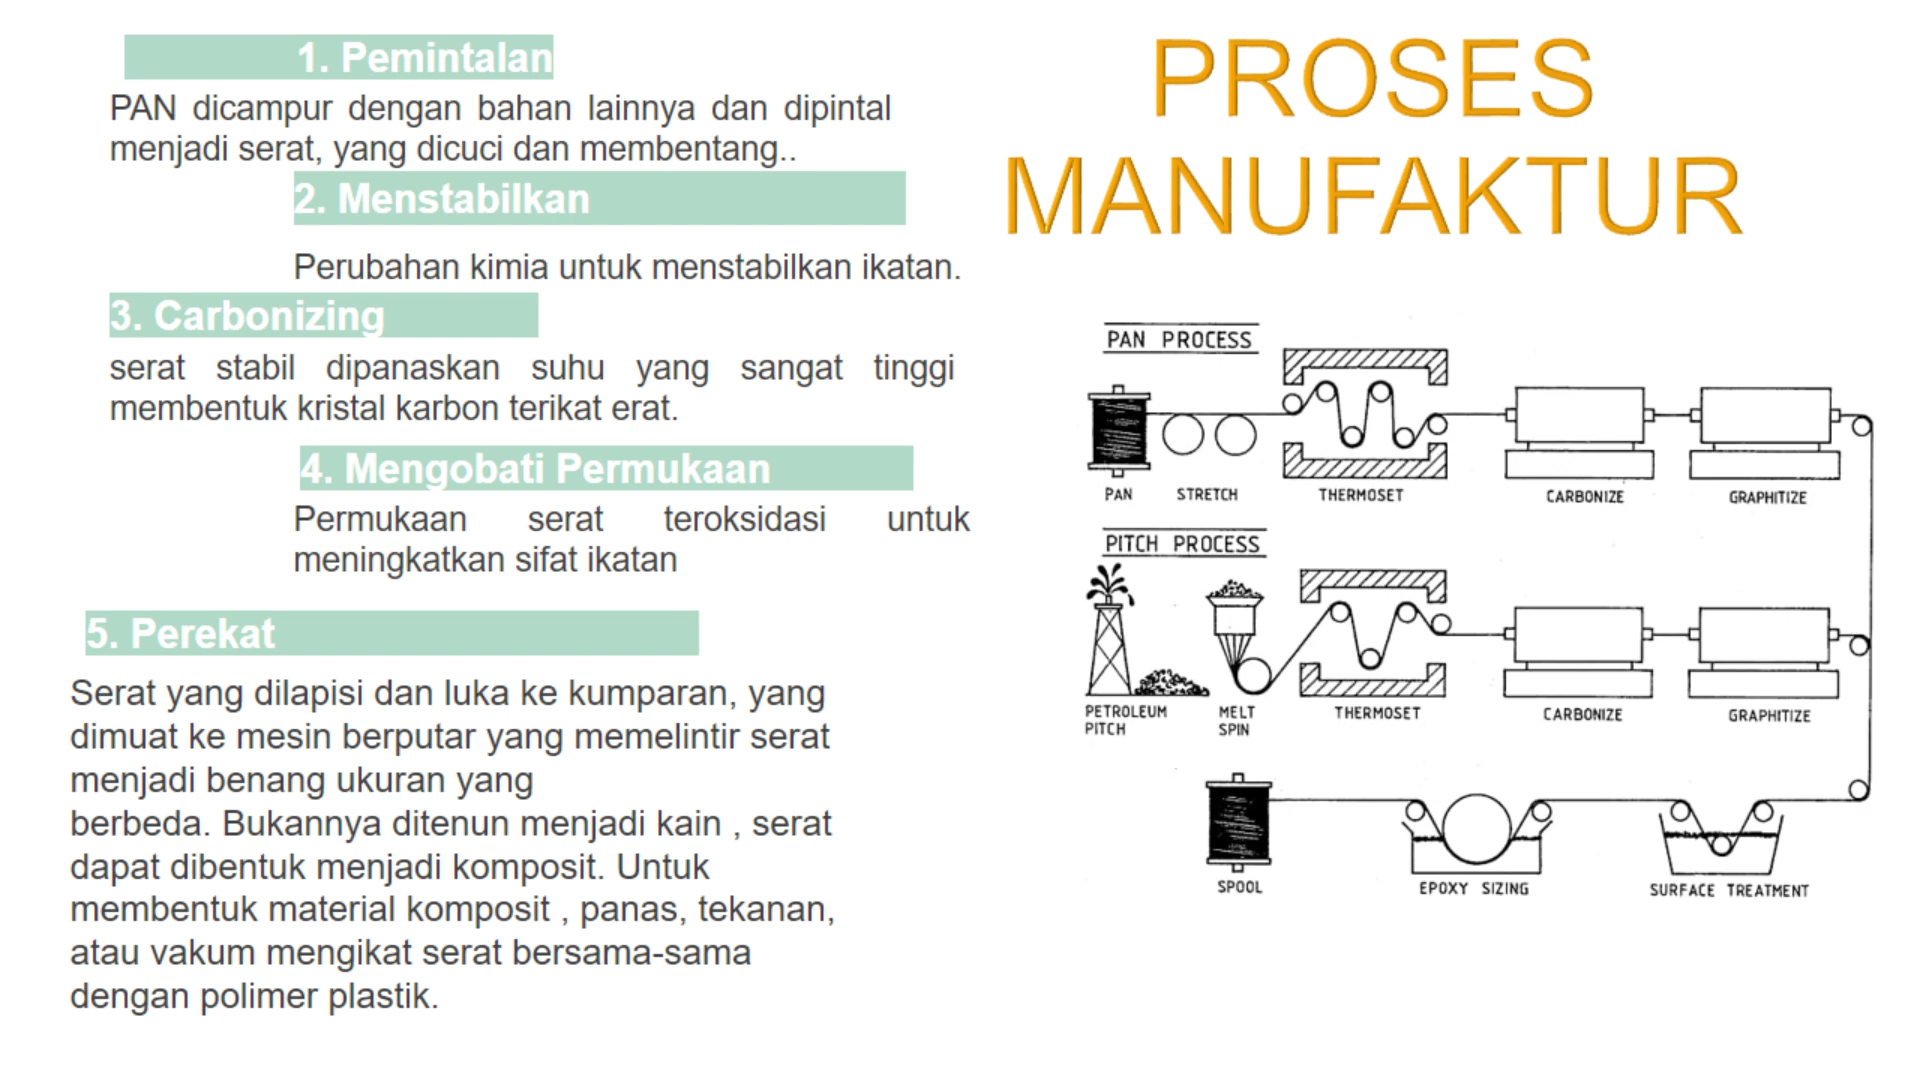 1. Pemintalan
PAN dicampur dengan bahan lainnya dan dipintal
menjadi serat, yang dicuci dan membentang..
2. Menstabilkan
Perubahan kimia untuk menstabilkan ikatan.
3. Carbonizing
serat stabil dipanaskan suhu yang sangat tinggi
membentuk kristal karbon terikat erat.
4. Mengobati Permukaan
Permukaan serat teroksidasi untuk
meningkatkan sifat ikatan
5. Perekat
Serat yang dilapisi dan luka ke kumparan, yang
dimuat ke mesin berputar yang memelintir serat
menjadi benang ukuran yang
berbeda. Bukannya ditenun menjadi kain , serat
dapat dibentuk menjadi komposit. Untuk
membentuk material komposit , panas, tekanan,
atau vakum mengikat serat bersama-sama
dengan polimer plastik.
PROSES
MANUFAKTUR
PAN PROCESS
PAN STRETCH THERMOSET CARBONIZE GRAPHITIZE
PITCH PROCESS
PETROLEUM MELT THERMOSET CARBONIZE GRAPHITIZE
PITCH SPIN
SPOOL EPOXY SIZING SURFACE TREATMENT